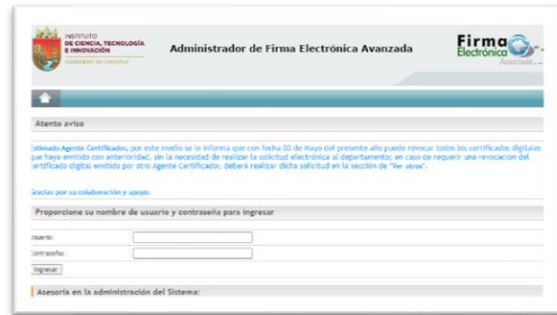 INSTITUTO
DE CIENCIA, TECNOLOGÍA
E INNOVACIÓN
GOBIERNO DE CHIAPAS
Administrador de Firma Electrónica Avanzada
Firma
Electrónica
Avanzada
Atento aviso
Estimado Agente Certificador, por este medio se le informa que con fecha 03 de Mayo del presente año puede revocar todos los certificados digitales
que haya emitido con anterioridad, sin la necesidad de realizar la solicitud electrónica al departamento; en caso de requerir una revocación del
certificado digital emitido por otro Agente Certificador, deberá realizar dicha solicitud en la sección de "Ver otros".
Gracias por su colaboración y apoyo.
Proporcione su nombre de usuario y contraseña para ingresar
Usuario:
Contraseña:
Ingresar
Asesoría en la administración del Sistema: